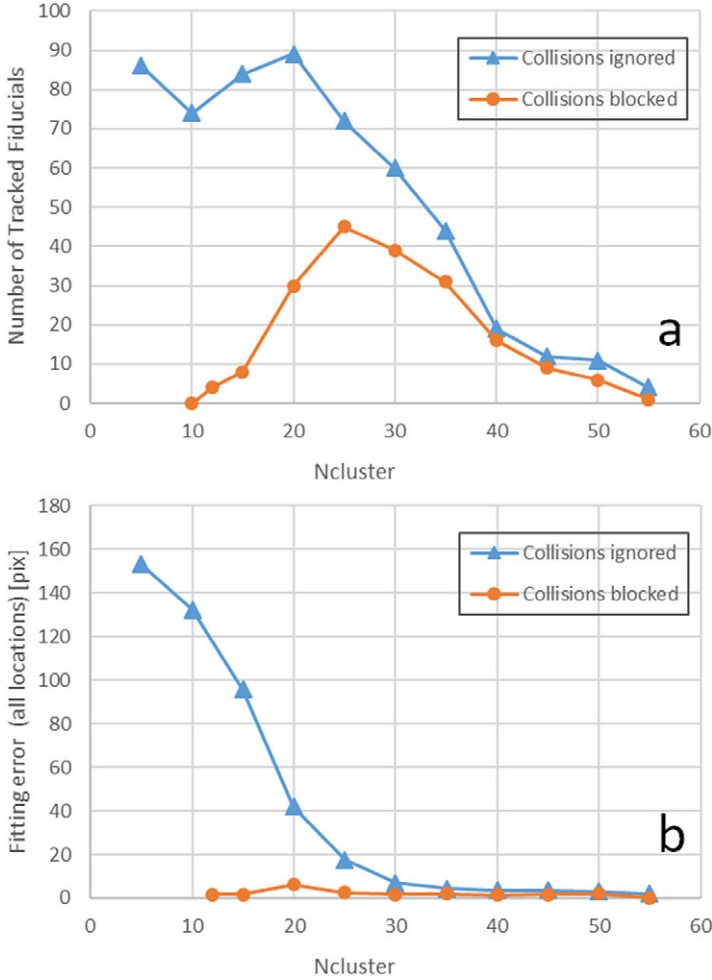 100
90
80
70
60
50
40
30
20
10
0
Number of Tracked Fiducials
Collisions ignored
Collisions blocked
a
0 10 20 30 40 50 60
Ncluster
180
160
140
120
100
80
60
40
20
0
Fitting error (all locations) [pix]
Collisions ignored
Collisions blocked
b
0 10 20 30 40 50 60
Ncluster